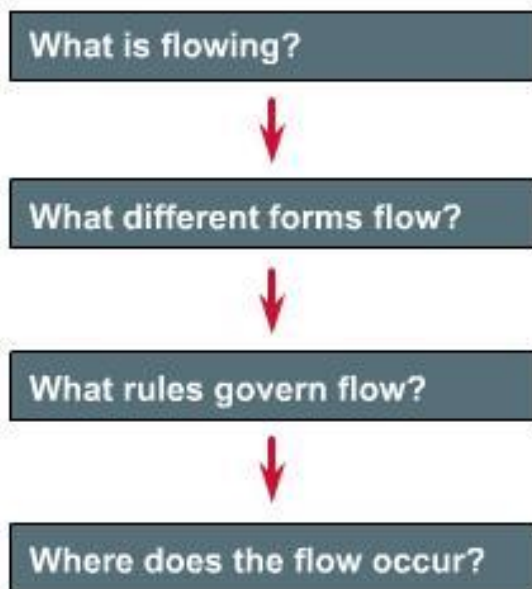 What is flowing?
What different forms flow?
What rules govern flow?
Where does the flow occur?